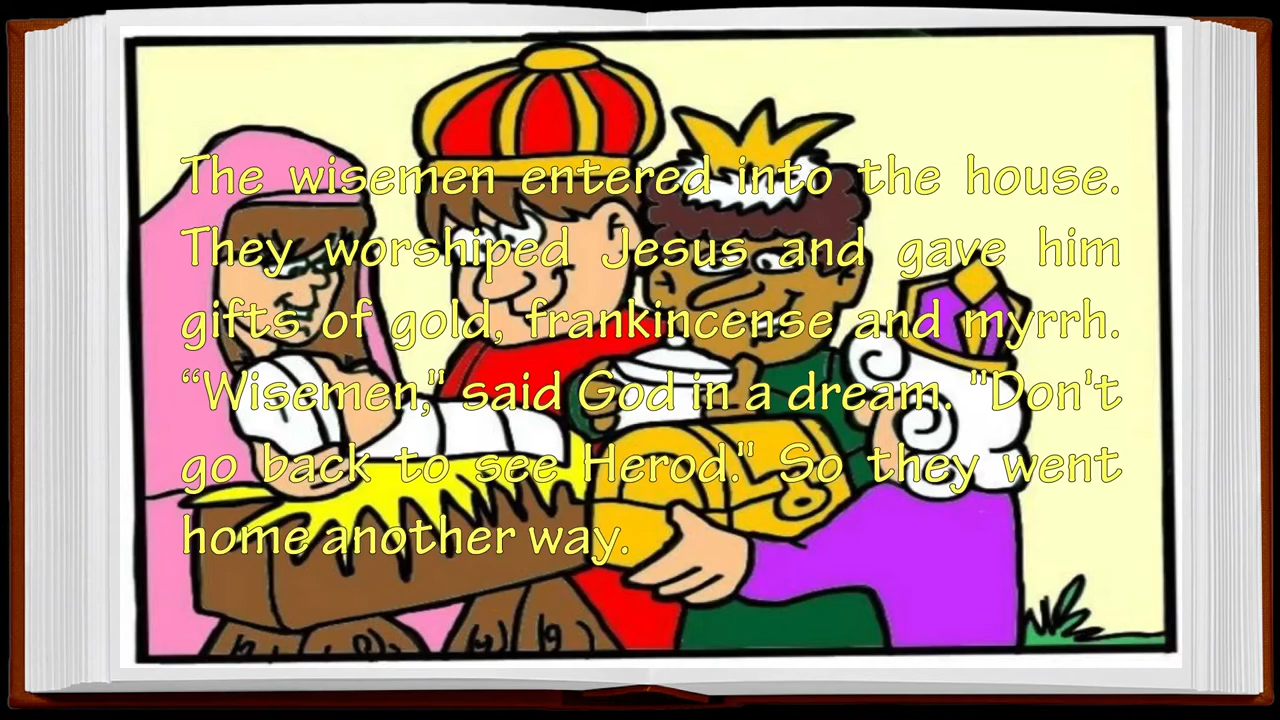 The wisemen entered into the house.
They worshiped Jesus and gave him
gifts of gold, frankincense and myrrh.
“Wisemen," said God in a dream. "Don't
go back to see Herod." So they went
home another way.